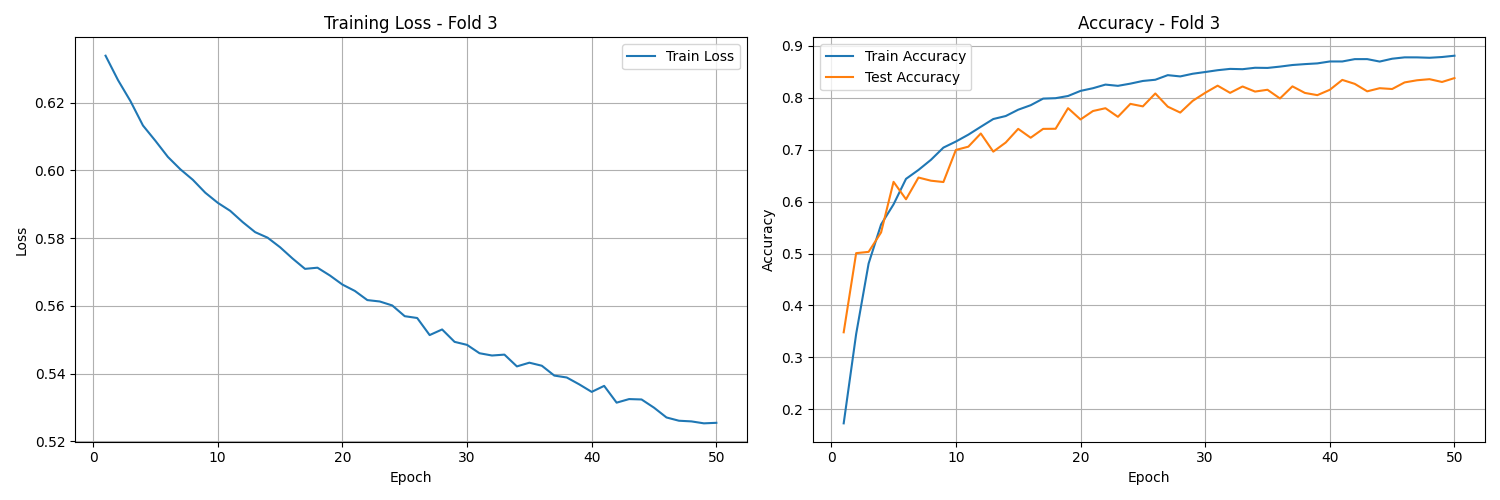 Training Loss - Fold 3
Train Loss
Loss
0.62
0.60
0.58
0.56
0.54
0.52
0
10
20
30
40
50
Epoch
Accuracy - Fold 3
Train Accuracy
Test Accuracy
Accuracy
0.9
0.8
0.7
0.6
0.5
0.4
0.3
0.2
0
10
20
30
40
50
Epoch